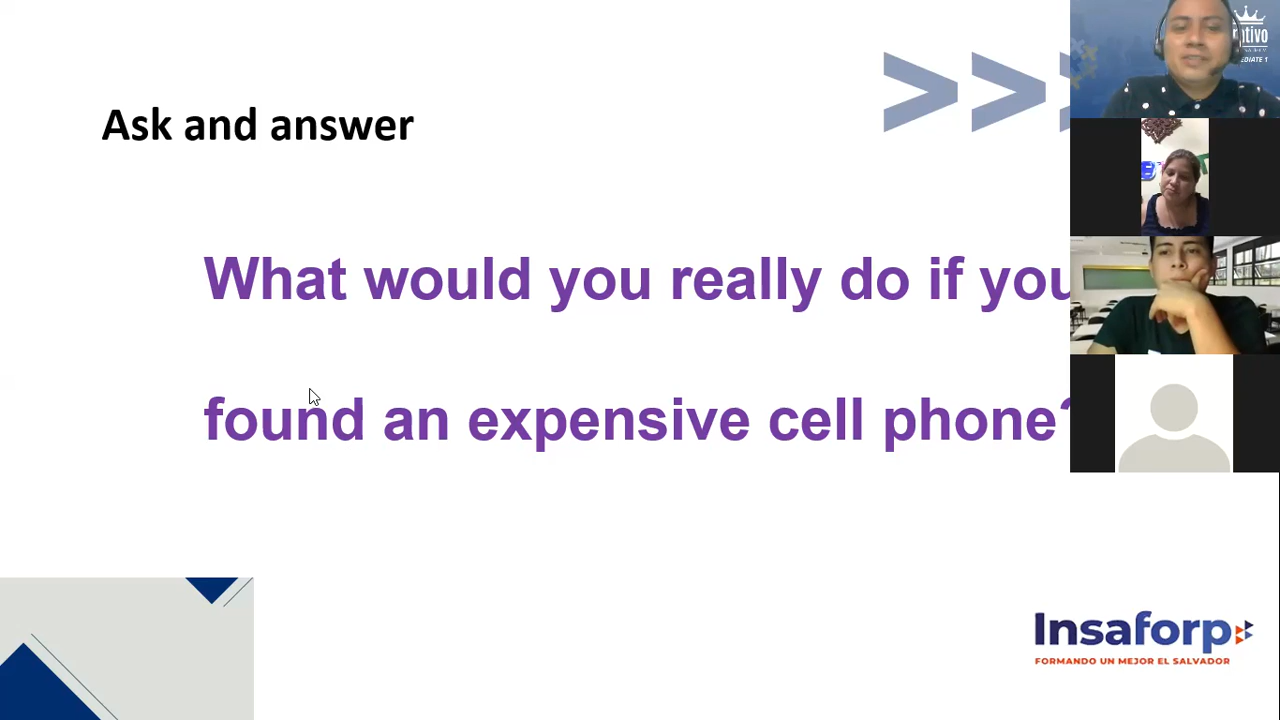 Ask and answer
>>>
What would you really do if you
found an expensive cell phone?
Insaforp
FORMANDO UN MEJOR EL SALVADOR